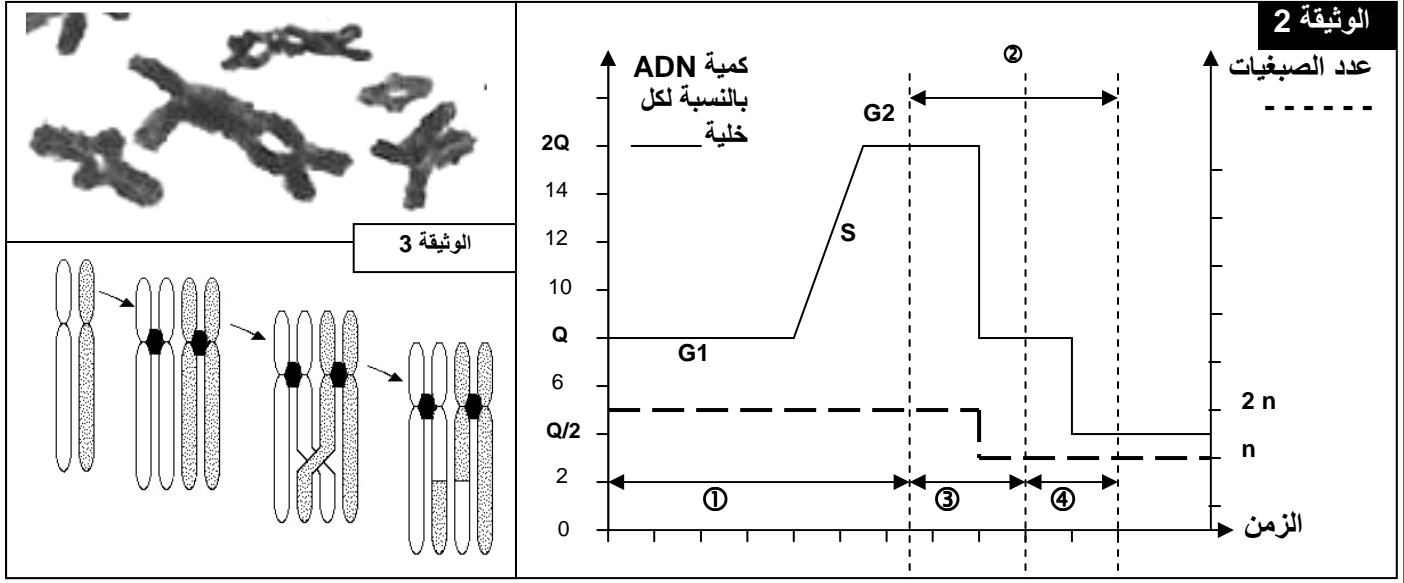 الوثيقة 2
عدد الصبغيات
كمية ADN
بالنسبة لكل
خلية
②
G2
2Q
14
12
S
10
Q
G1
6
2 n
Q/2
n
2
①
③
④
0
الزمن
الوثيقة 3